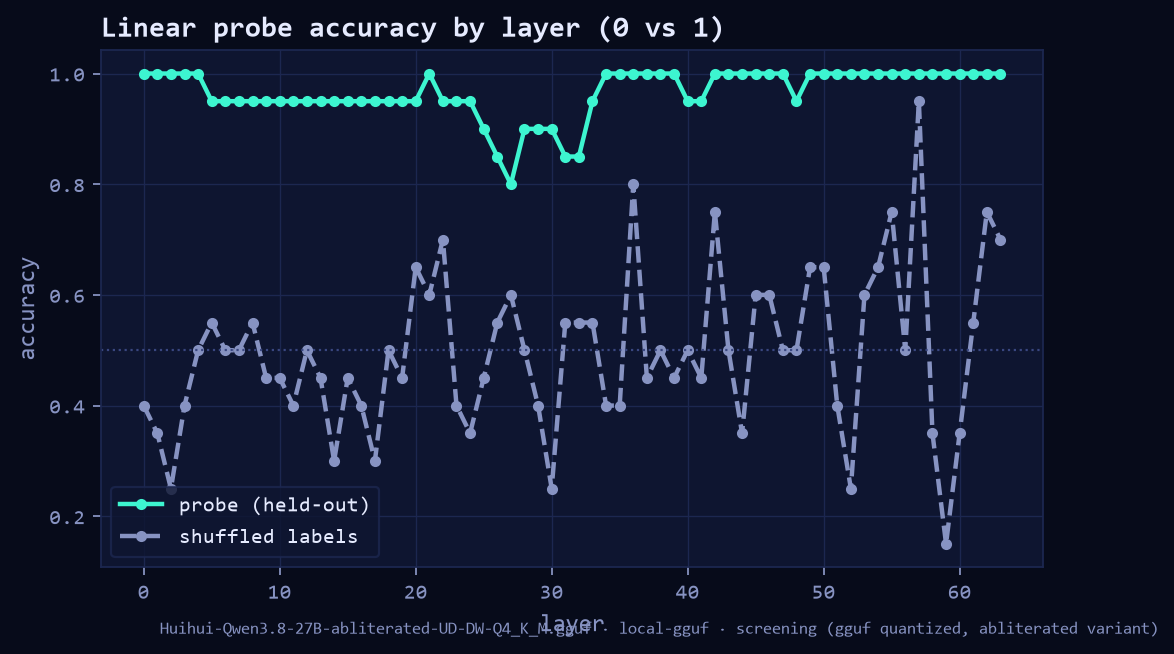 Linear probe accuracy by layer (0 vs 1)
1.0
0.8
0.6
0.4
0.2
accuracy
probe (held-out)
shuffled labels
0 10 20 30 40 50 60
layer
Huihui-Qwen3.8-27B-abliterated-UD-DW-Q4_K_M.gguf · local-gguf · screening (gguf quantized, abliterated variant)